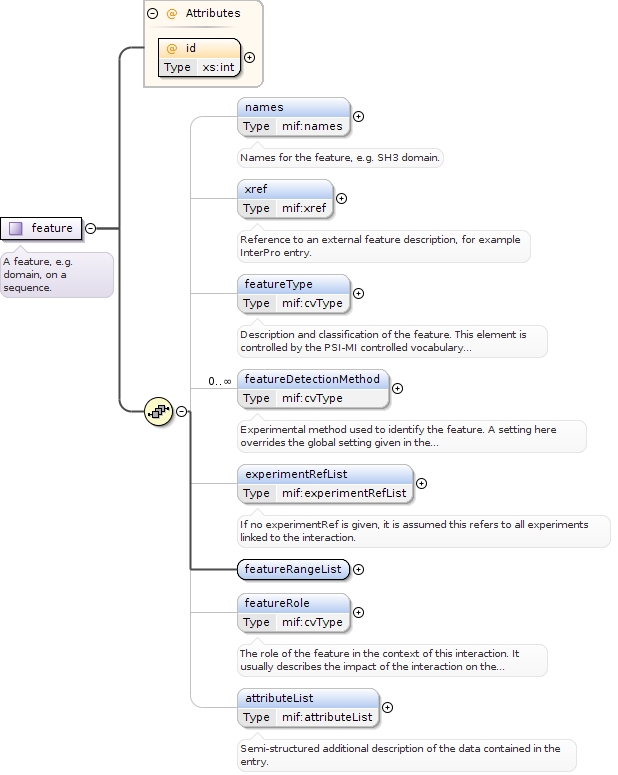 @ Attributes
@ id
Type xs:int
names
Type mif:names
Names for the feature, e.g. SH3 domain.
xref
Type mif:xref
feature
Reference to an external feature description, for example
InterPro entry.
A feature, e.g.
domain, on a
sequence.
featureType
Type mif:cvType
Description and classification of the feature. This element is
controlled by the PSI-MI controlled vocabulary...
0..∞
featureDetectionMethod
Type mif:cvType
Experimental method used to identify the feature. A setting here
overrides the global setting given in the...
experimentRefList
Type mif:experimentRefList
If no experimentRef is given, it is assumed this refers to all experiments
linked to the interaction.
featureRangeList
featureRole
Type mif:cvType
The role of the feature in the context of this interaction. It
usually describes the impact of the interaction on the...
attributeList
Type mif:attributeList
Semi-structured additional description of the data contained in the
entry.